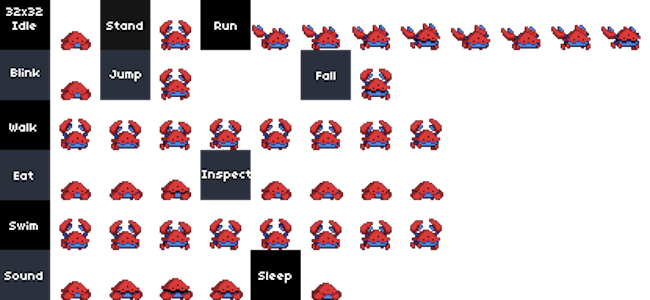 32x32
Idle
Stand
Run
Blink
Jump
Fall
Walk
Eat
Inspect
Swim
Sound
Sleep